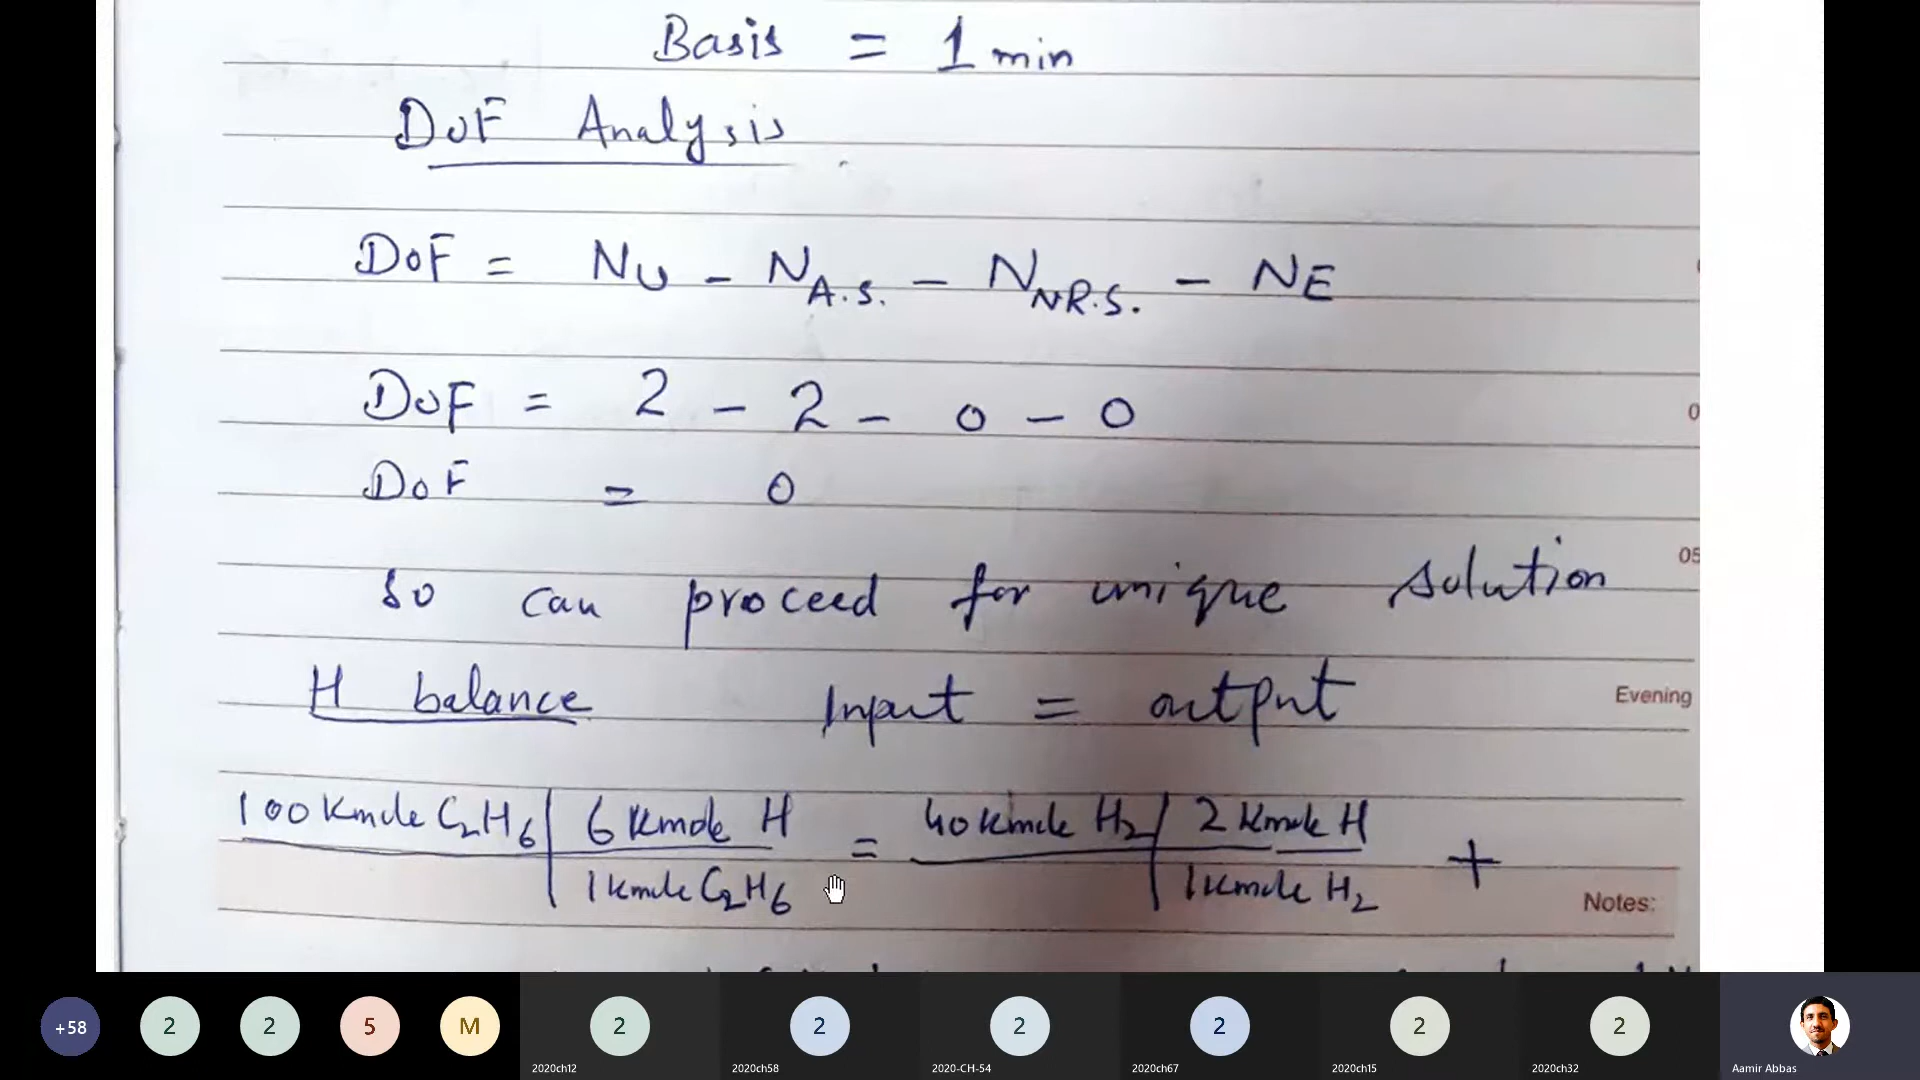 Basis = 1 min
DoF Analysis
DoF = NU - NA.S. - NNR.S. - NE
DoF = 2 - 2 - 0 - 0
DoF = 0
So can proceed for unique solution
05
H balance Input = output
Evening
100 Kmole C2H6 | 6 Kmole H = 40 Kmole H2 | 2 Kmole H +
1 Kmole C2H6 1 Kmole H2
Notes:
+58
2
2
5
M
2
2
2
2
2
2
2020ch12
2020ch58
2020-CH-54
2020ch67
2020ch15
2020ch32
Aamir Abbas